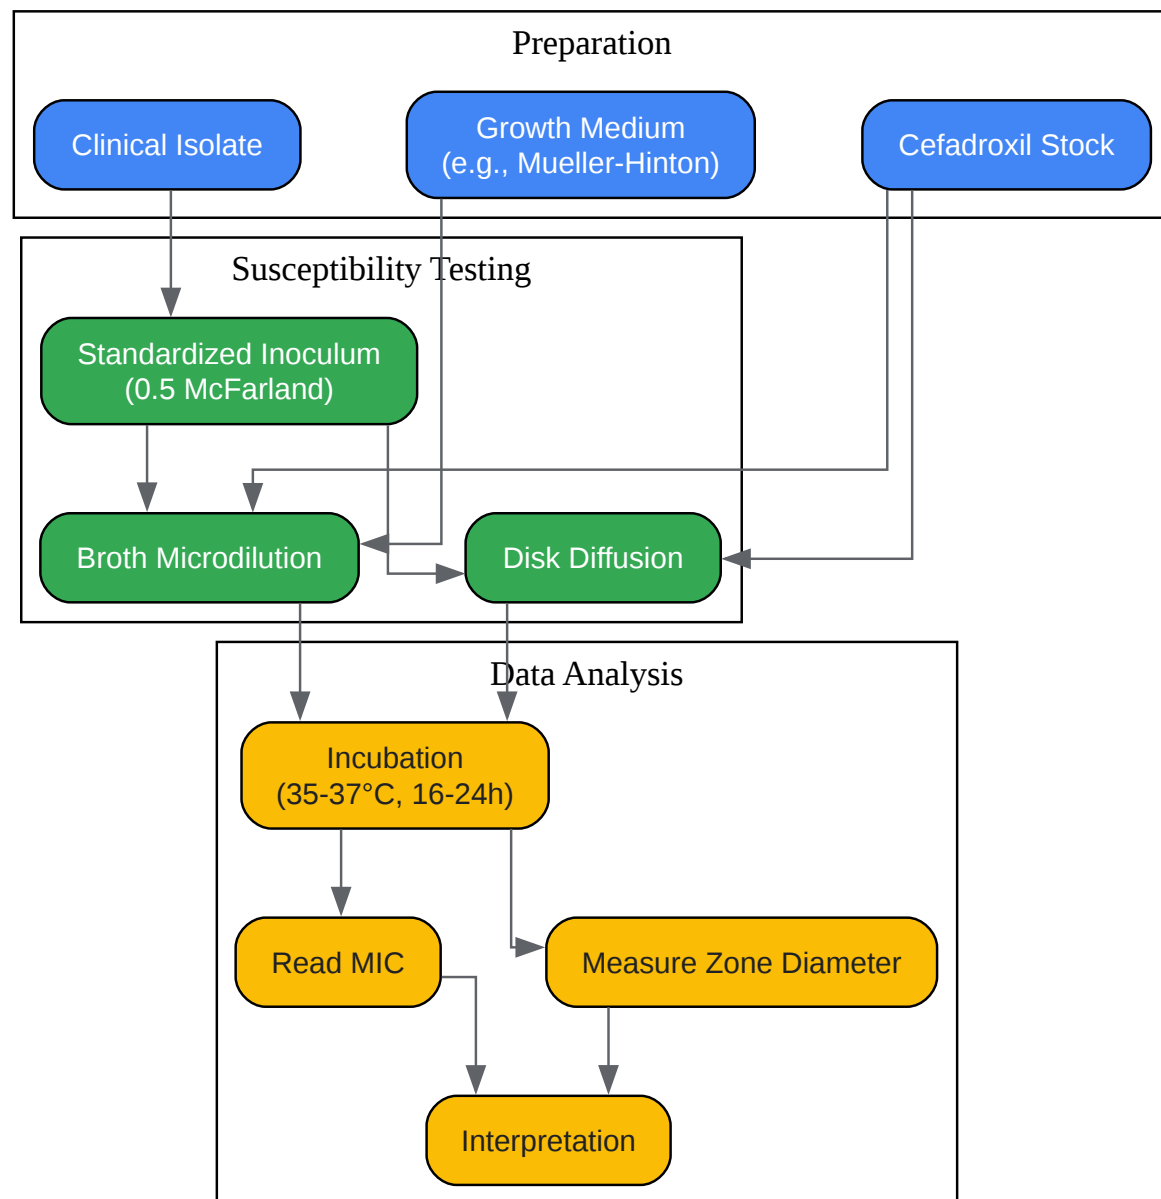 Preparation
Clinical Isolate
Growth Medium
(e.g., Mueller-Hinton)
Cefadroxil Stock
Susceptibility Testing
Standardized Inoculum
(0.5 McFarland)
Broth Microdilution
Disk Diffusion
Data Analysis
Incubation
(35-37°C, 16-24h)
Read MIC
Measure Zone Diameter
Interpretation